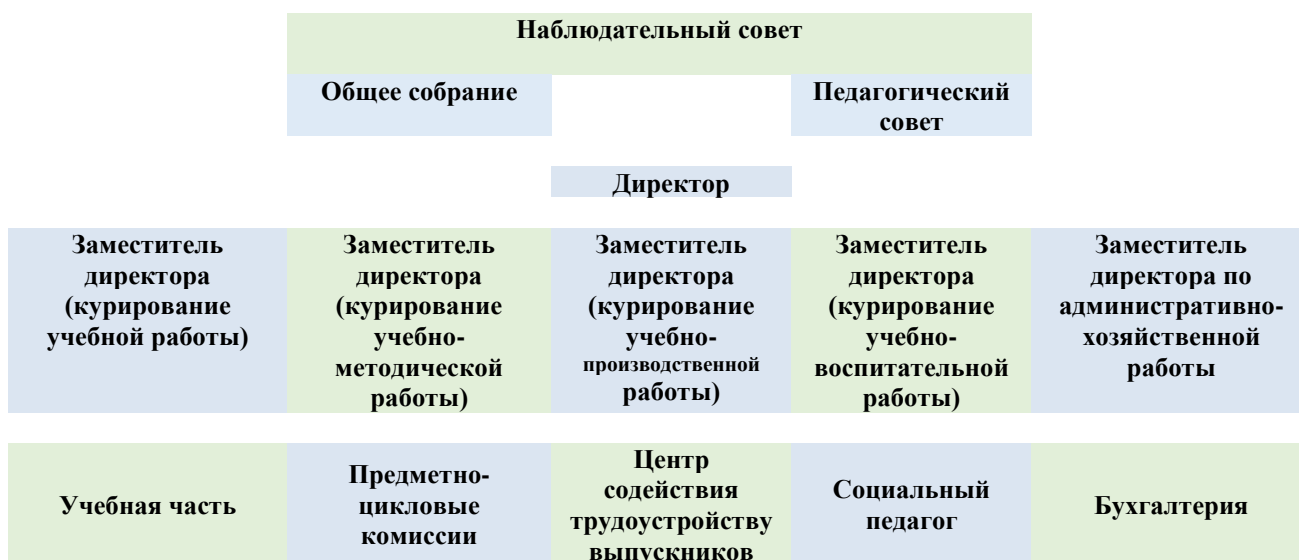 Наблюдательный совет
Общее собрание
Педагогический
совет
Директор
Заместитель
директора
(курирование
учебной работы)
Заместитель
директора
(курирование
учебно-
методической
работы)
Заместитель
директора
(курирование
учебно-
производственной
работы)
Заместитель
директора
(курирование
учебно-
воспитательной
работы)
Заместитель
директора по
административно-
хозяйственной
работы
Учебная часть
Предметно-
цикловые
комиссии
Центр
содействия
трудоустройству
выпускников
Социальный
педагог
Бухгалтерия